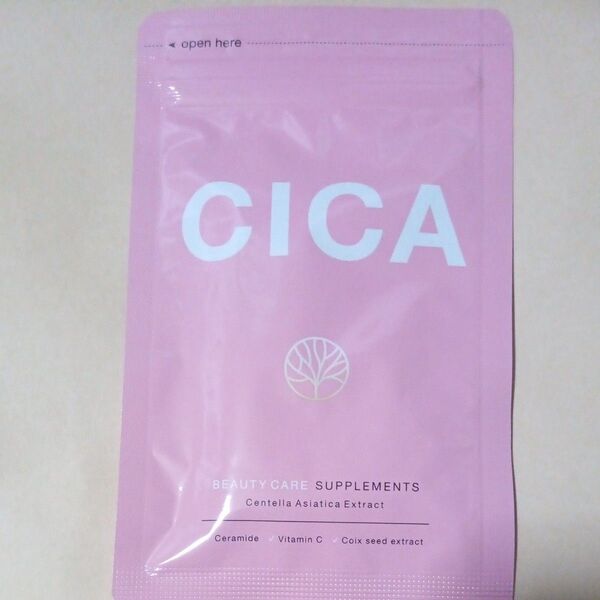 ◄ open here
CICA
BEAUTY CARE SUPPLEMENTS
Centella Asiatica Extract
Ceramide ✓ Vitamin C ✓ Coix seed extract